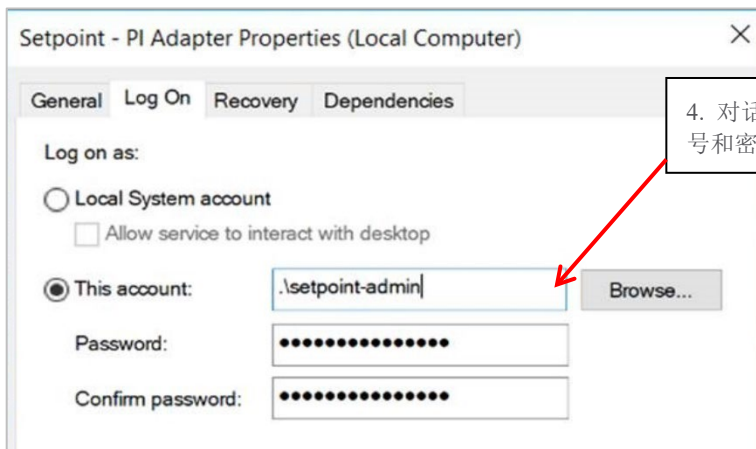 Setpoint - PI Adapter Properties (Local Computer)
General Log On Recovery Dependencies
4. 对话
号和密
Log on as:
Local System account
Allow service to interact with desktop
This account: .\setpoint-admin Browse...
Password: ●●●●●●●●●●●●●●●
Confirm password: ●●●●●●●●●●●●●●●